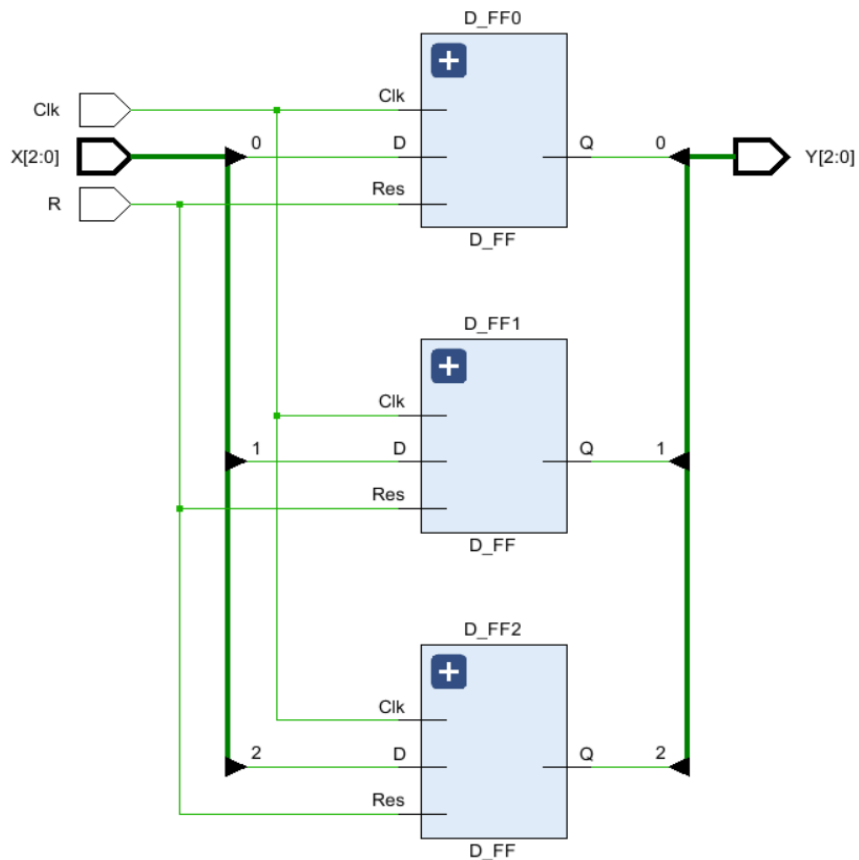 D_FF0
Clk
Clk
X[2:0]
0
D
Q
0
Y[2:0]
R
Res
D_FF
D_FF1
Clk
1
D
Q
1
Res
D_FF
D_FF2
Clk
2
D
Q
2
Res
D_FF